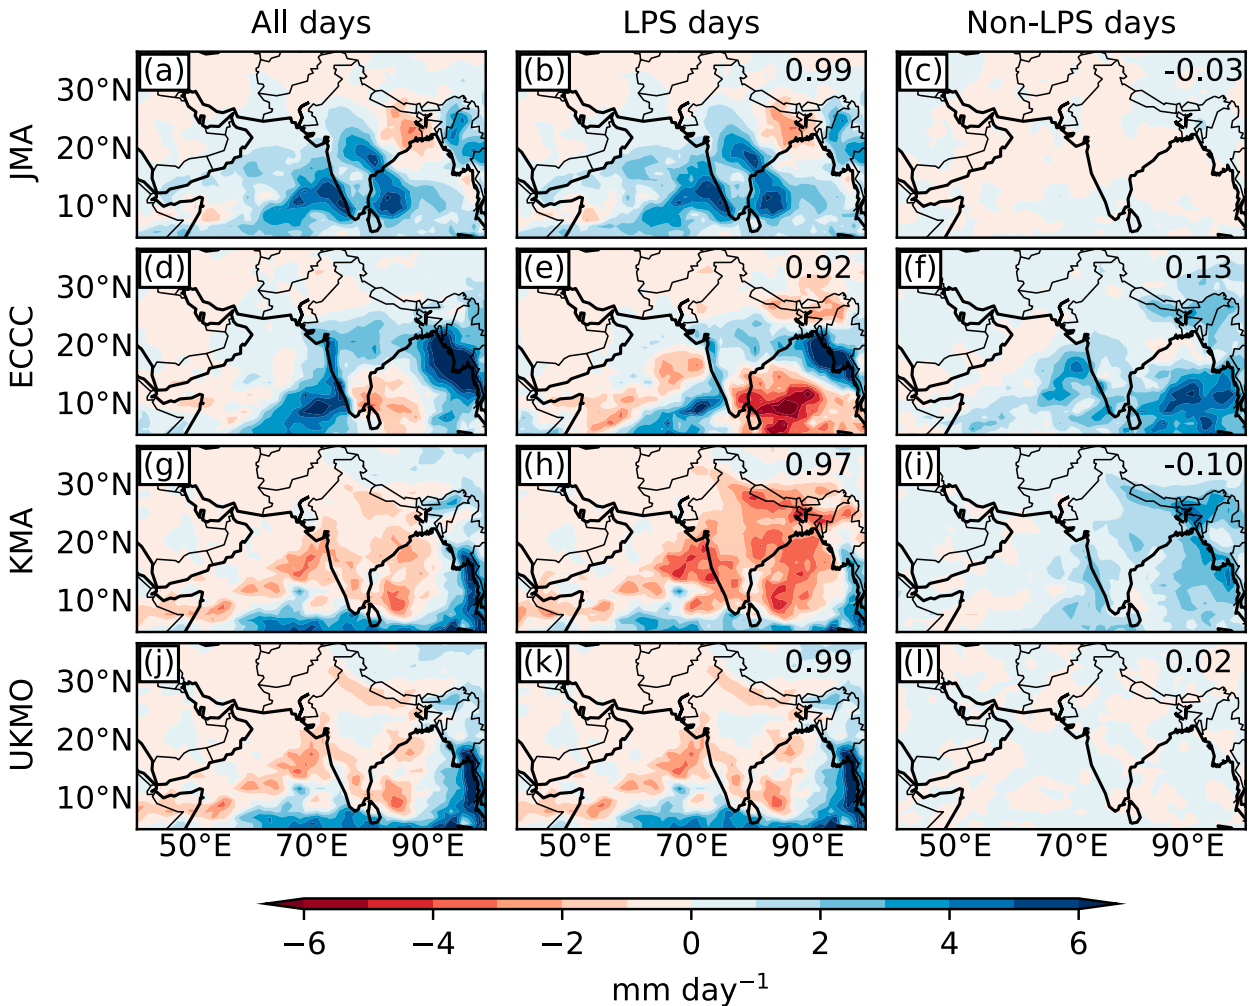 All days LPS days Non-LPS days
(a) (b) 0.99 (c) -0.03
30°N
20°N
10°N
JMA
(d) (e) 0.92 (f) 0.13
30°N
20°N
10°N
ECCC
(g) (h) 0.97 (i) -0.10
30°N
20°N
10°N
KMA
(j) (k) 0.99 (l) 0.02
30°N
20°N
10°N
UKMO
50°E 70°E 90°E 50°E 70°E 90°E 50°E 70°E 90°E
−6 −4 −2 0 2 4 6
mm day⁻¹